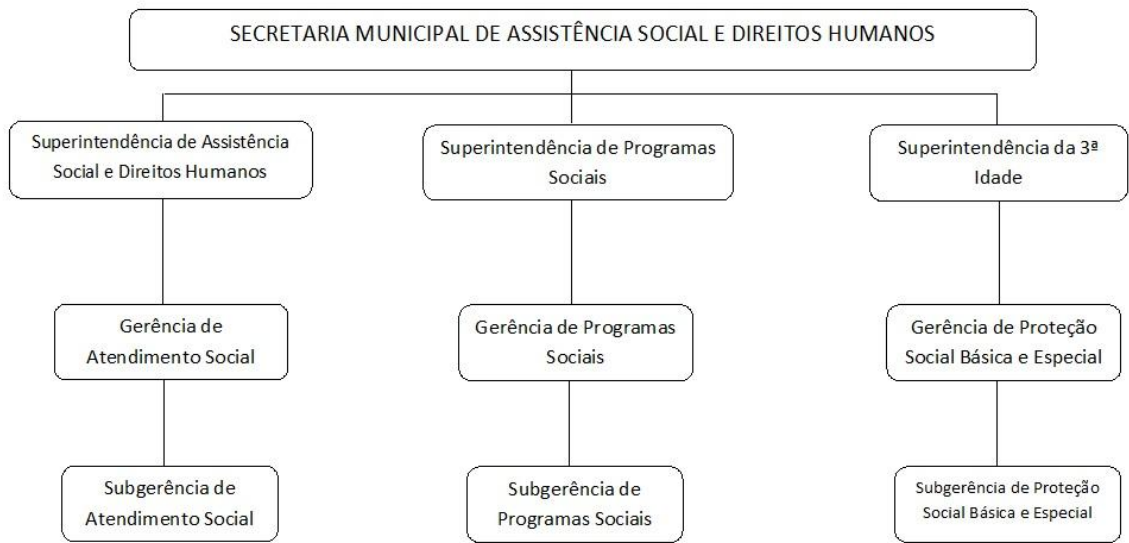 SECRETARIA MUNICIPAL DE ASSISTÊNCIA SOCIAL E DIREITOS HUMANOS
Superintendência de Assistência
Social e Direitos Humanos
Superintendência de Programas
Sociais
Superintendência da 3ª
Idade
Gerência de
Atendimento Social
Gerência de Programas
Sociais
Gerência de Proteção
Social Básica e Especial
Subgerência de
Atendimento Social
Subgerência de
Programas Sociais
Subgerência de Proteção
Social Básica e Especial